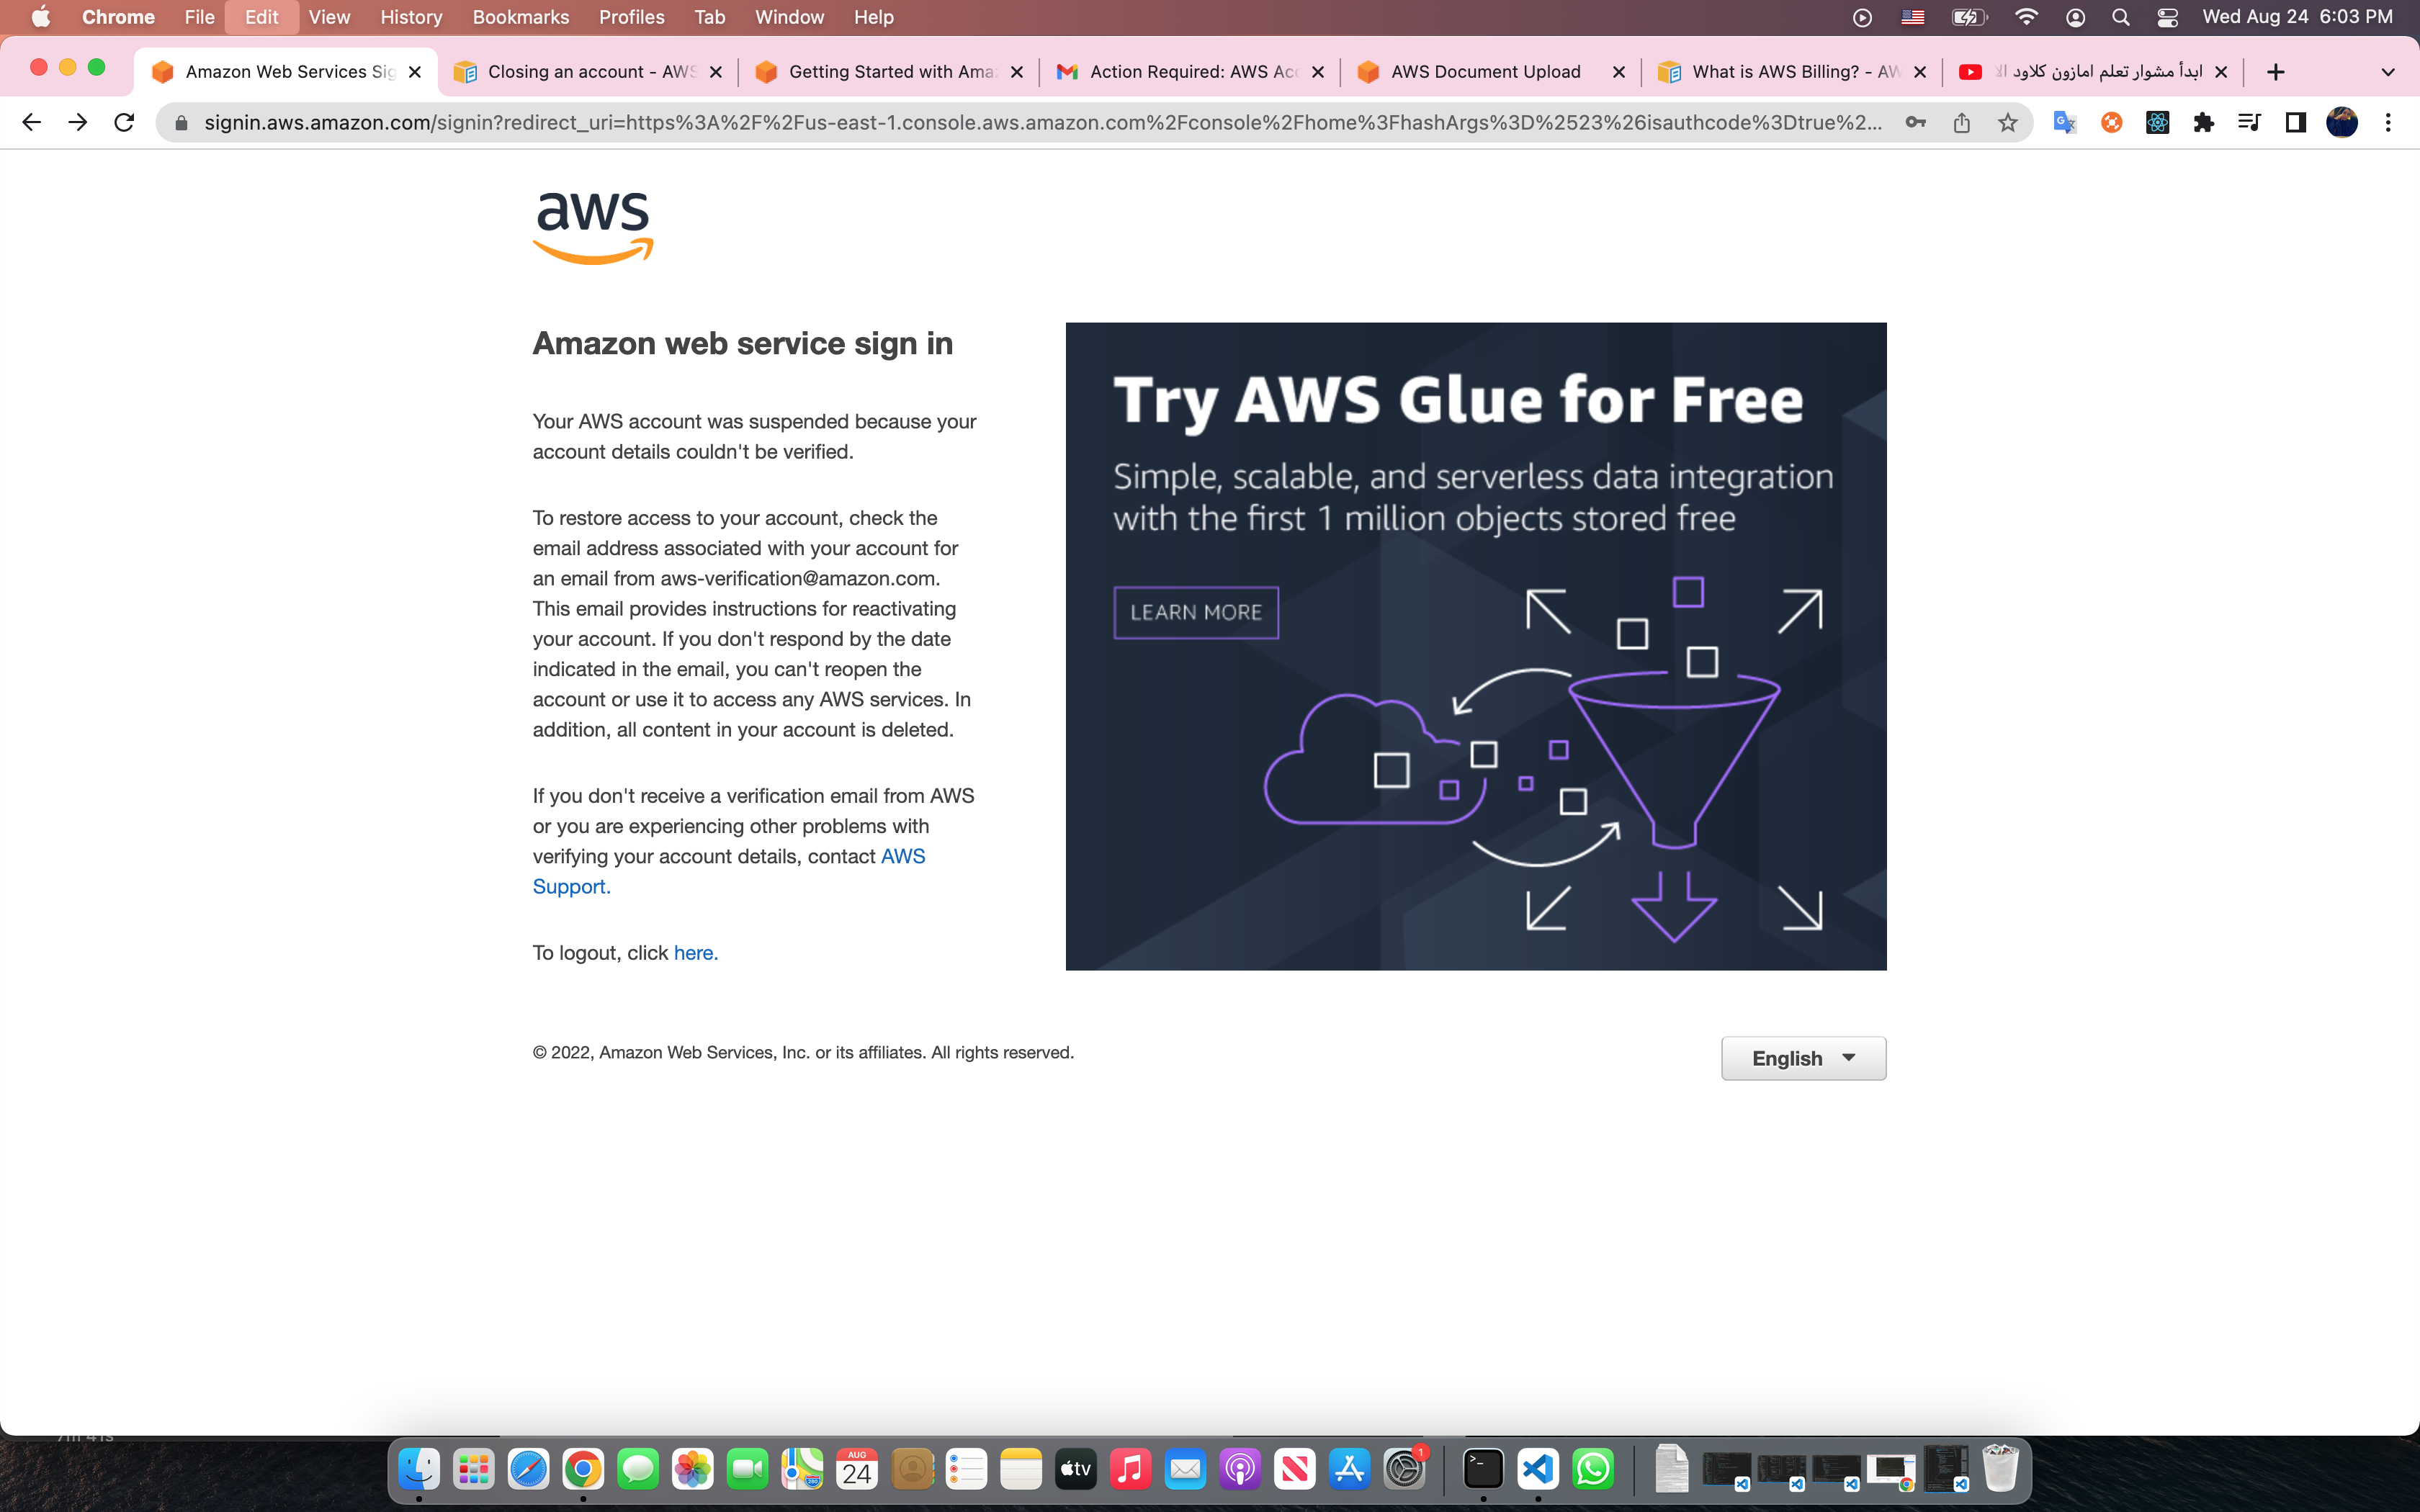 Chrome File Edit View History Bookmarks Profiles Tab Window Help Wed Aug 24 6:03 PM
Amazon Web Services Sig Closing an account - AWS Getting Started with Ama Action Required: AWS Acc AWS Document Upload What is AWS Billing? - AW ابدأ مشوار تعلم امازون كلاود الا
signin.aws.amazon.com/signin?redirect_uri=https%3A%2F%2Fus-east-1.console.aws.amazon.com%2Fconsole%2Fhome%3FhashArgs%3D%2523%26isauthcode%3Dtrue%2...
aws
Amazon web service sign in
Your AWS account was suspended because your
account details couldn't be verified.
To restore access to your account, check the
email address associated with your account for
an email from aws-verification@amazon.com.
This email provides instructions for reactivating
your account. If you don't respond by the date
indicated in the email, you can't reopen the
account or use it to access any AWS services. In
addition, all content in your account is deleted.
If you don't receive a verification email from AWS
or you are experiencing other problems with
verifying your account details, contact AWS
Support.
To logout, click here.
Try AWS Glue for Free
Simple, scalable, and serverless data integration
with the first 1 million objects stored free
LEARN MORE
© 2022, Amazon Web Services, Inc. or its affiliates. All rights reserved.
English
AUG
24
tv
1